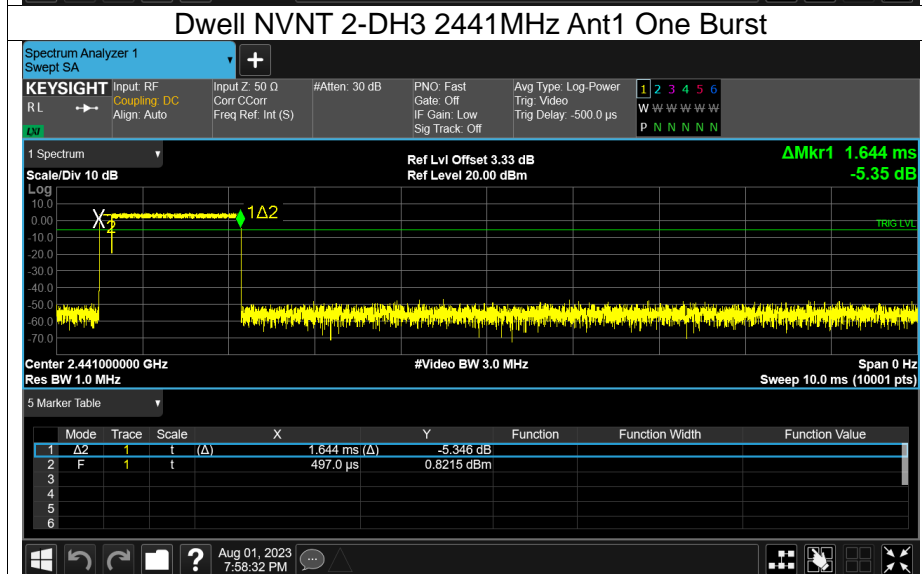 Dwell NVNT 2-DH3 2441MHz Ant1 One Burst
Spectrum Analyzer 1
Swept SA
+
KEYSIGHT Input: RF Input Z: 50 Ω #Atten: 30 dB PNO: Fast Avg Type: Log-Power 1 2 3 4 5 6
R L Coupling: DC Corr CCorr Gate: Off Trig: Video W W W W W W
Align: Auto Freq Ref: Int (S) IF Gain: Low Trig Delay: -500.0 µs
LXI Sig Track: Off P N N N N N
1 Spectrum Ref Lvl Offset 3.33 dB ΔMkr1 1.644 ms
Scale/Div 10 dB Ref Level 20.00 dBm -5.35 dB
Log
10.0
0.00
-10.0
-20.0
-30.0
-40.0
-50.0
-60.0
-70.0
X 2 1Δ2
TRIG LVL
Center 2.441000000 GHz #Video BW 3.0 MHz Span 0 Hz
Res BW 1.0 MHz Sweep 10.0 ms (10001 pts)
5 Marker Table
Mode Trace Scale X Y Function Function Width Function Value
1 Δ2 1 t (Δ) 1.644 ms (Δ) -5.346 dB
2 F 1 t 497.0 µs 0.8215 dBm
3
4
5
6
? Aug 01, 2023
7:58:32 PM